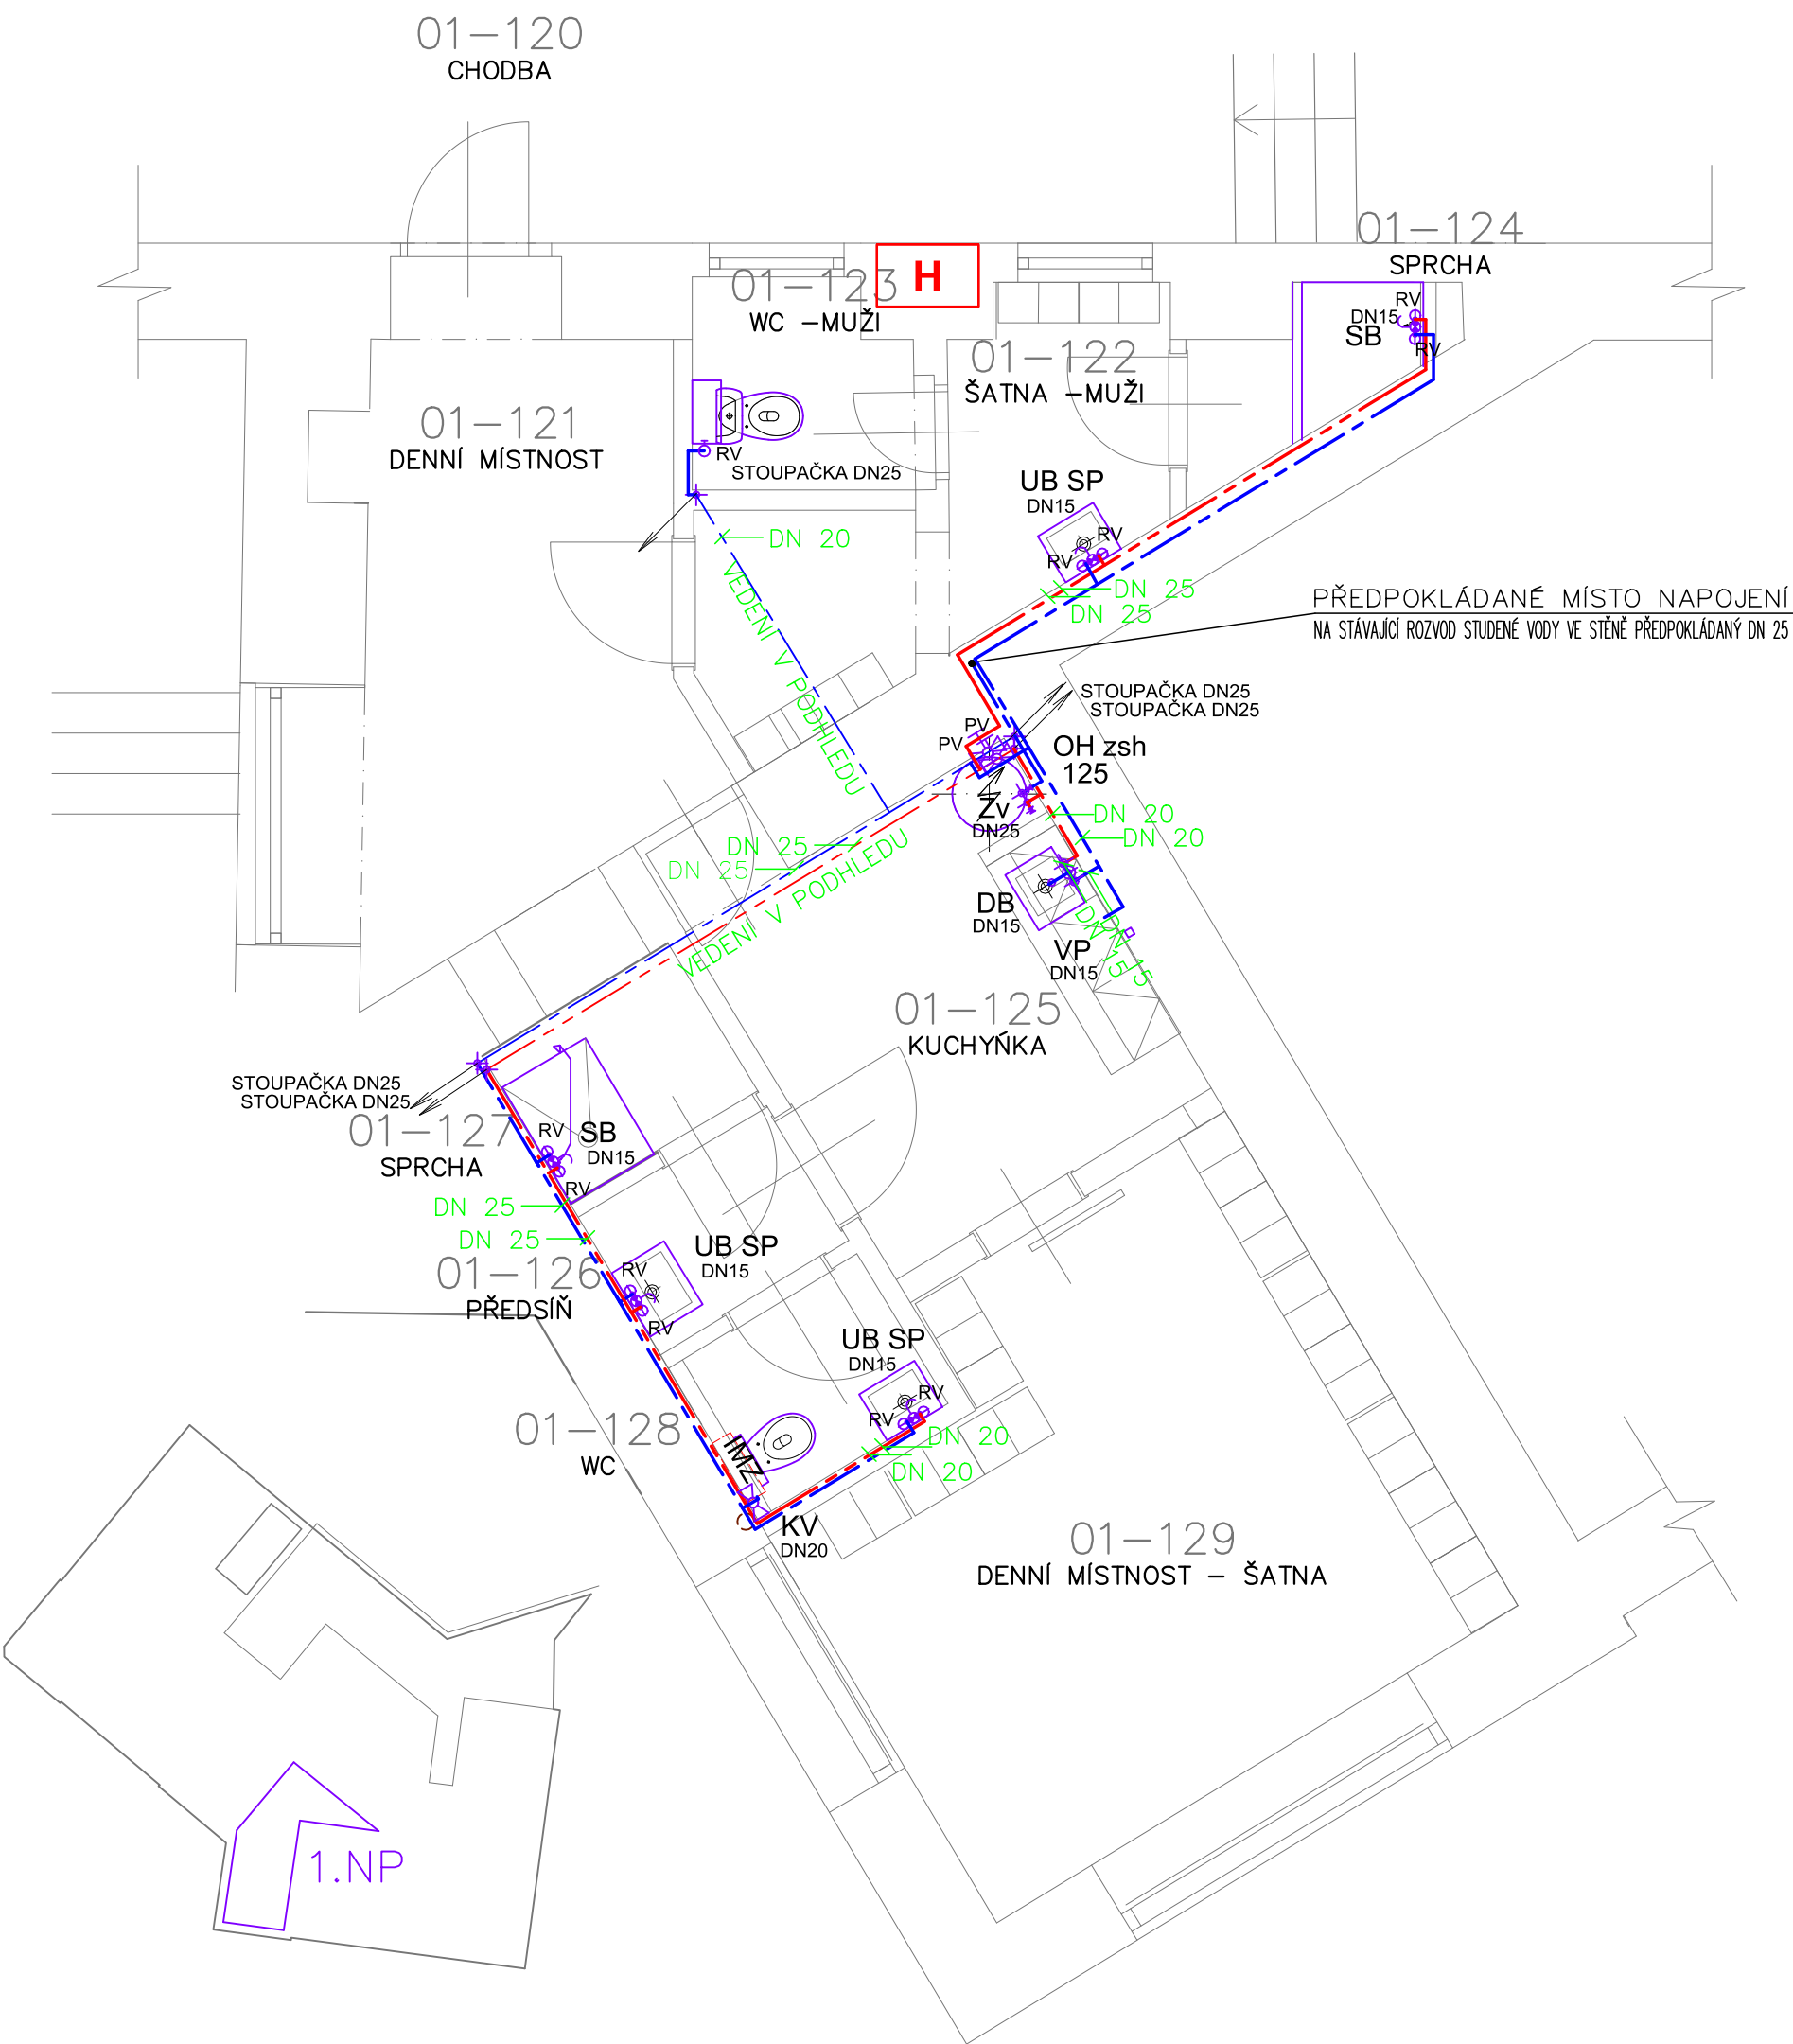 01-120
CHODBA
01-124
SPRCHA
01-123
WC -MUŽI
H
RV
DN15
SB
RV
01-122
ŠATNA -MUŽI
01-121
DENNÍ MÍSTNOST
RV
STOUPAČKA DN25
UB SP
DN15
RV
RV
DN 20
VEDENÍ V PODHLEDU
DN 25
DN 25
PŘEDPOKLÁDANÉ MÍSTO NAPOJENÍ
NA STÁVAJÍCÍ ROZVOD STUDENÉ VODY VE STĚNĚ PŘEDPOKLÁDANÝ DN 25
STOUPAČKA DN25
STOUPAČKA DN25
PV
PV
OH zsh
125
Zv
DN25
DN 20
DN 20
DN 25
DN 25
VEDENÍ V PODHLEDU
DB
DN15
DN 15
DN 15
VP
DN15
01-125
KUCHYŇKA
STOUPAČKA DN25
STOUPAČKA DN25
01-127
SPRCHA
RV
SB
DN15
RV
DN 25
DN 25
01-126
PŘEDSÍŇ
UB SP
DN15
RV
RV
UB SP
DN15
RV
RV
01-128
WC
IMZ
DN 20
DN 20
KV
DN20
01-129
DENNÍ MÍSTNOST - ŠATNA
1.NP